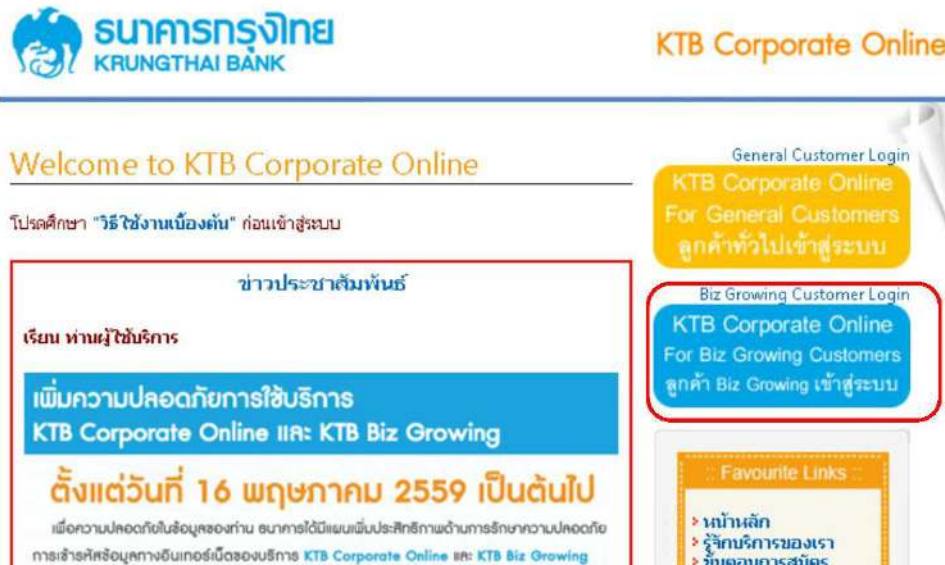 ธนาคารกรุงไทย
KRUNGTHAI BANK
KTB Corporate Online
Welcome to KTB Corporate Online
โปรดศึกษา "วิธีใช้งานเบื้องต้น" ก่อนเข้าสู่ระบบ
ข่าวประชาสัมพันธ์
เรียน ท่านผู้ใช้บริการ
เพิ่มความปลอดภัยการใช้บริการ
KTB Corporate Online และ KTB Biz Growing
ตั้งแต่วันที่ 16 พฤษภาคม 2559 เป็นต้นไป
เพื่อความปลอดภัยในข้อมูลของท่าน ธนาคารได้มีแผนเพิ่มประสิทธิภาพด้านการรักษาความปลอดภัย
การเข้ารหัสข้อมูลทางอินเทอร์เน็ตของบริการ KTB Corporate Online และ KTB Biz Growing
General Customer Login
KTB Corporate Online
For General Customers
ลูกค้าทั่วไปเข้าสู่ระบบ
Biz Growing Customer Login
KTB Corporate Online
For Biz Growing Customers
ลูกค้า Biz Growing เข้าสู่ระบบ
:: Favourite Links ::
หน้าหลัก
รู้จักบริการของเรา
ขั้นตอนการสมัคร